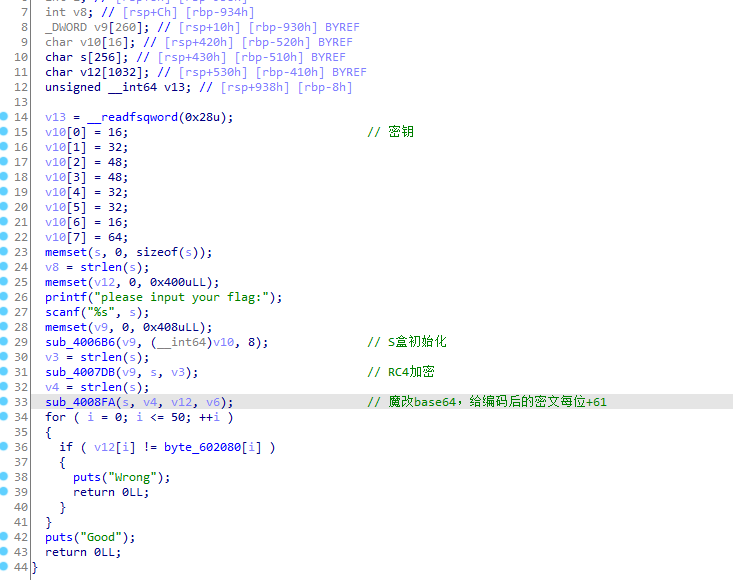 7 int v8; // [rsp+Ch] [rbp-934h]
8 _DWORD v9[260]; // [rsp+10h] [rbp-930h] BYREF
9 char v10[16]; // [rsp+420h] [rbp-520h] BYREF
10 char s[256]; // [rsp+430h] [rbp-510h] BYREF
11 char v12[1032]; // [rsp+530h] [rbp-410h] BYREF
12 unsigned __int64 v13; // [rsp+938h] [rbp-8h]
13
14 v13 = __readfsqword(0x28u);
15 v10[0] = 16; // 密钥
16 v10[1] = 32;
17 v10[2] = 48;
18 v10[3] = 48;
19 v10[4] = 32;
20 v10[5] = 32;
21 v10[6] = 16;
22 v10[7] = 64;
23 memset(s, 0, sizeof(s));
24 v8 = strlen(s);
25 memset(v12, 0, 0x400uLL);
26 printf("please input your flag:");
27 scanf("%s", s);
28 memset(v9, 0, 0x408uLL);
29 sub_4006B6(v9, (__int64)v10, 8); // S盒初始化
30 v3 = strlen(s);
31 sub_4007DB(v9, s, v3); // RC4加密
32 v4 = strlen(s);
33 sub_4008FA(s, v4, v12, v6); // 魔改base64，给编码后的密文每位+61
34 for ( i = 0; i <= 50; ++i )
35 {
36 if ( v12[i] != byte_602080[i] )
37 {
38 puts("Wrong");
39 return 0LL;
40 }
41 }
42 puts("Good");
43 return 0LL;
44 }